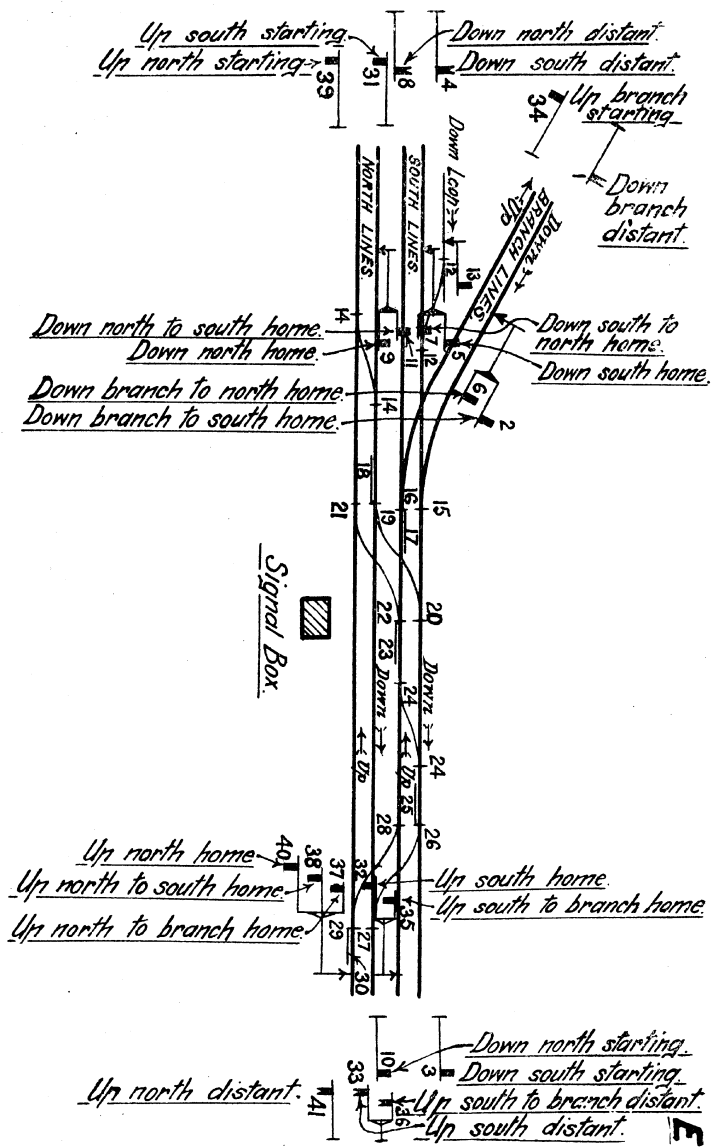 Up south starting.
Down north distant.
Up north starting.
Down south distant.
39
31
8
4
34
Up branch
starting
1
Down
branch
distant.
Down Icon
NORTH LINES.
SOUTH LINES.
Up
Down
BRANCH LINES.
13
12
14
Down north to south home.
Down north home.
9
11
7
12
5
Down south to
north home.
Down south home.
Down branch to north home.
Down branch to south home.
6
2
14
18
21
19
16
17
15
Signal Box.
22
23
20
24
Down
Down
24
Up
Up
25
28
26
Up north home
40
Up north to south home.
38
37
32
Up south home.
35
Up south to branch home.
Up north to branch home.
29
27
30
Down north starting.
10
3
Down south starting.
33
36
Up south to branch distant.
Up north distant.
41
Up south distant.
E